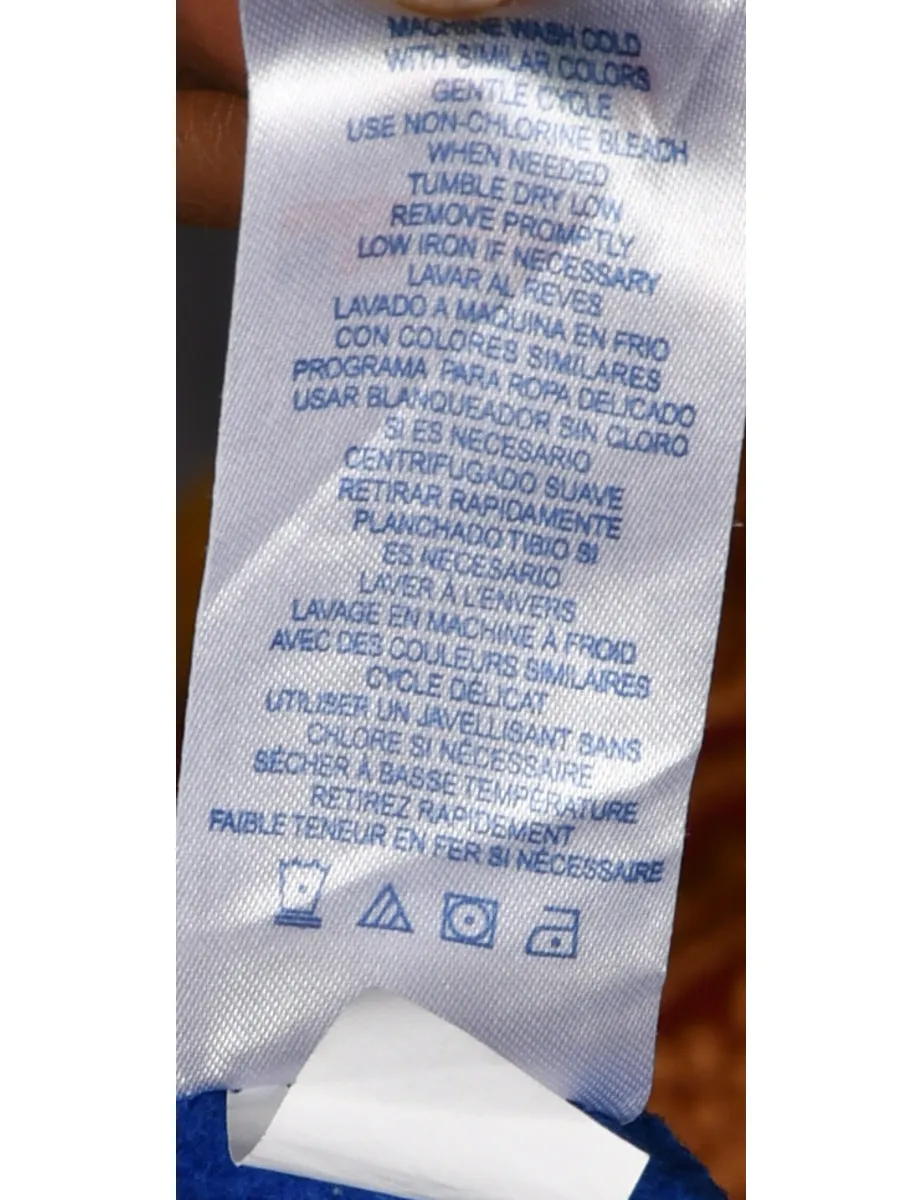 MACHINE WASH COLD
WITH SIMILAR COLORS
GENTLE CYCLE
USE NON-CHLORINE BLEACH
WHEN NEEDED
TUMBLE DRY LOW
REMOVE PROMPTLY
LOW IRON IF NECESSARY
LAVAR AL REVES
LAVADO A MAQUINA EN FRIO
CON COLORES SIMILARES
PROGRAMA PARA ROPA DELICADO
USAR BLANQUEADOR SIN CLORO
SI ES NECESARIO
CENTRIFUGADO SUAVE
RETIRAR RAPIDAMENTE
PLANCHADO TIBIO SI
ES NECESARIO
LAVER À L'ENVERS
LAVAGE EN MACHINE À FROID
AVEC DES COULEURS SIMILAIRES
CYCLE DÉLICAT
UTILISER UN JAVELLISANT SANS
CHLORE SI NÉCESSAIRE
SÉCHER À BASSE TEMPÉRATURE
RETIREZ RAPIDEMENT
FAIBLE TENEUR EN FER SI NÉCESSAIRE